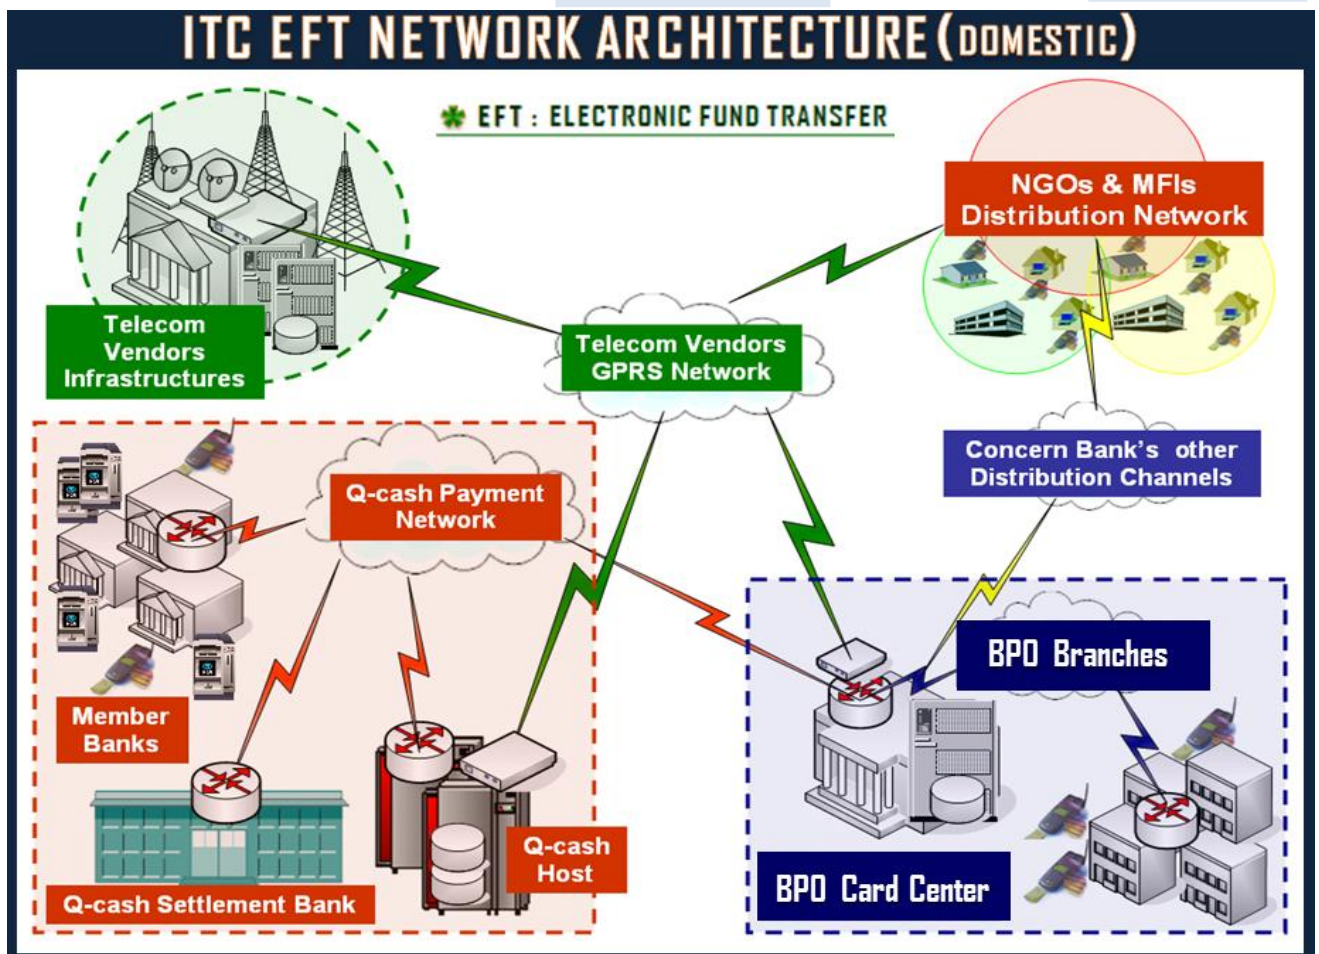 ITC EFT NETWORK ARCHITECTURE (DOMESTIC)
EFT : ELECTRONIC FUND TRANSFER
NGOs & MFIs
Distribution Network
Telecom
Vendors
Infrastructures
Telecom Vendors
GPRS Network
Concern Bank's other
Distribution Channels
Q-cash Payment
Network
BPO Branches
Member
Banks
Q-cash
Host
BPO Card Center
Q-cash Settlement Bank